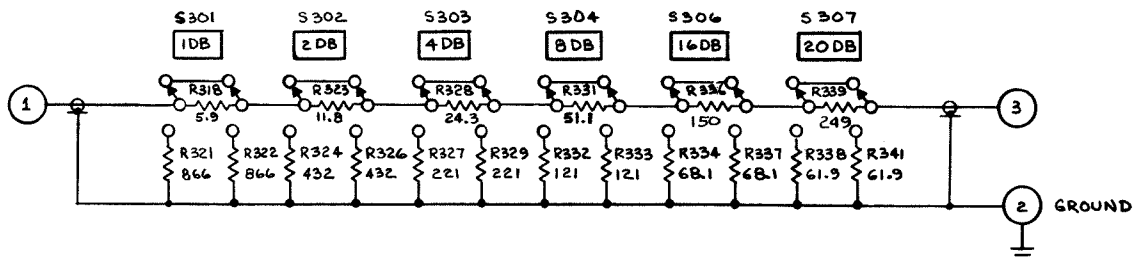 S301 S302 S303 S304 S306 S307
1DB 2DB 4DB 8DB 16DB 20DB
R318 R323 R328 R331 R336 R339
1 3
5.9 11.8 24.3 51.1 150 249
R321 R322 R324 R326 R327 R329 R332 R333 R334 R337 R338 R341
866 866 432 432 221 221 121 121 68.1 68.1 61.9 61.9
2 GROUND